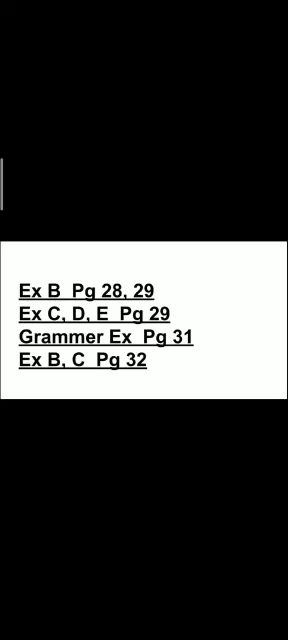 Ex B  Pg 28, 29
Ex C, D, E  Pg 29
Grammer Ex  Pg 31
Ex B, C  Pg 32